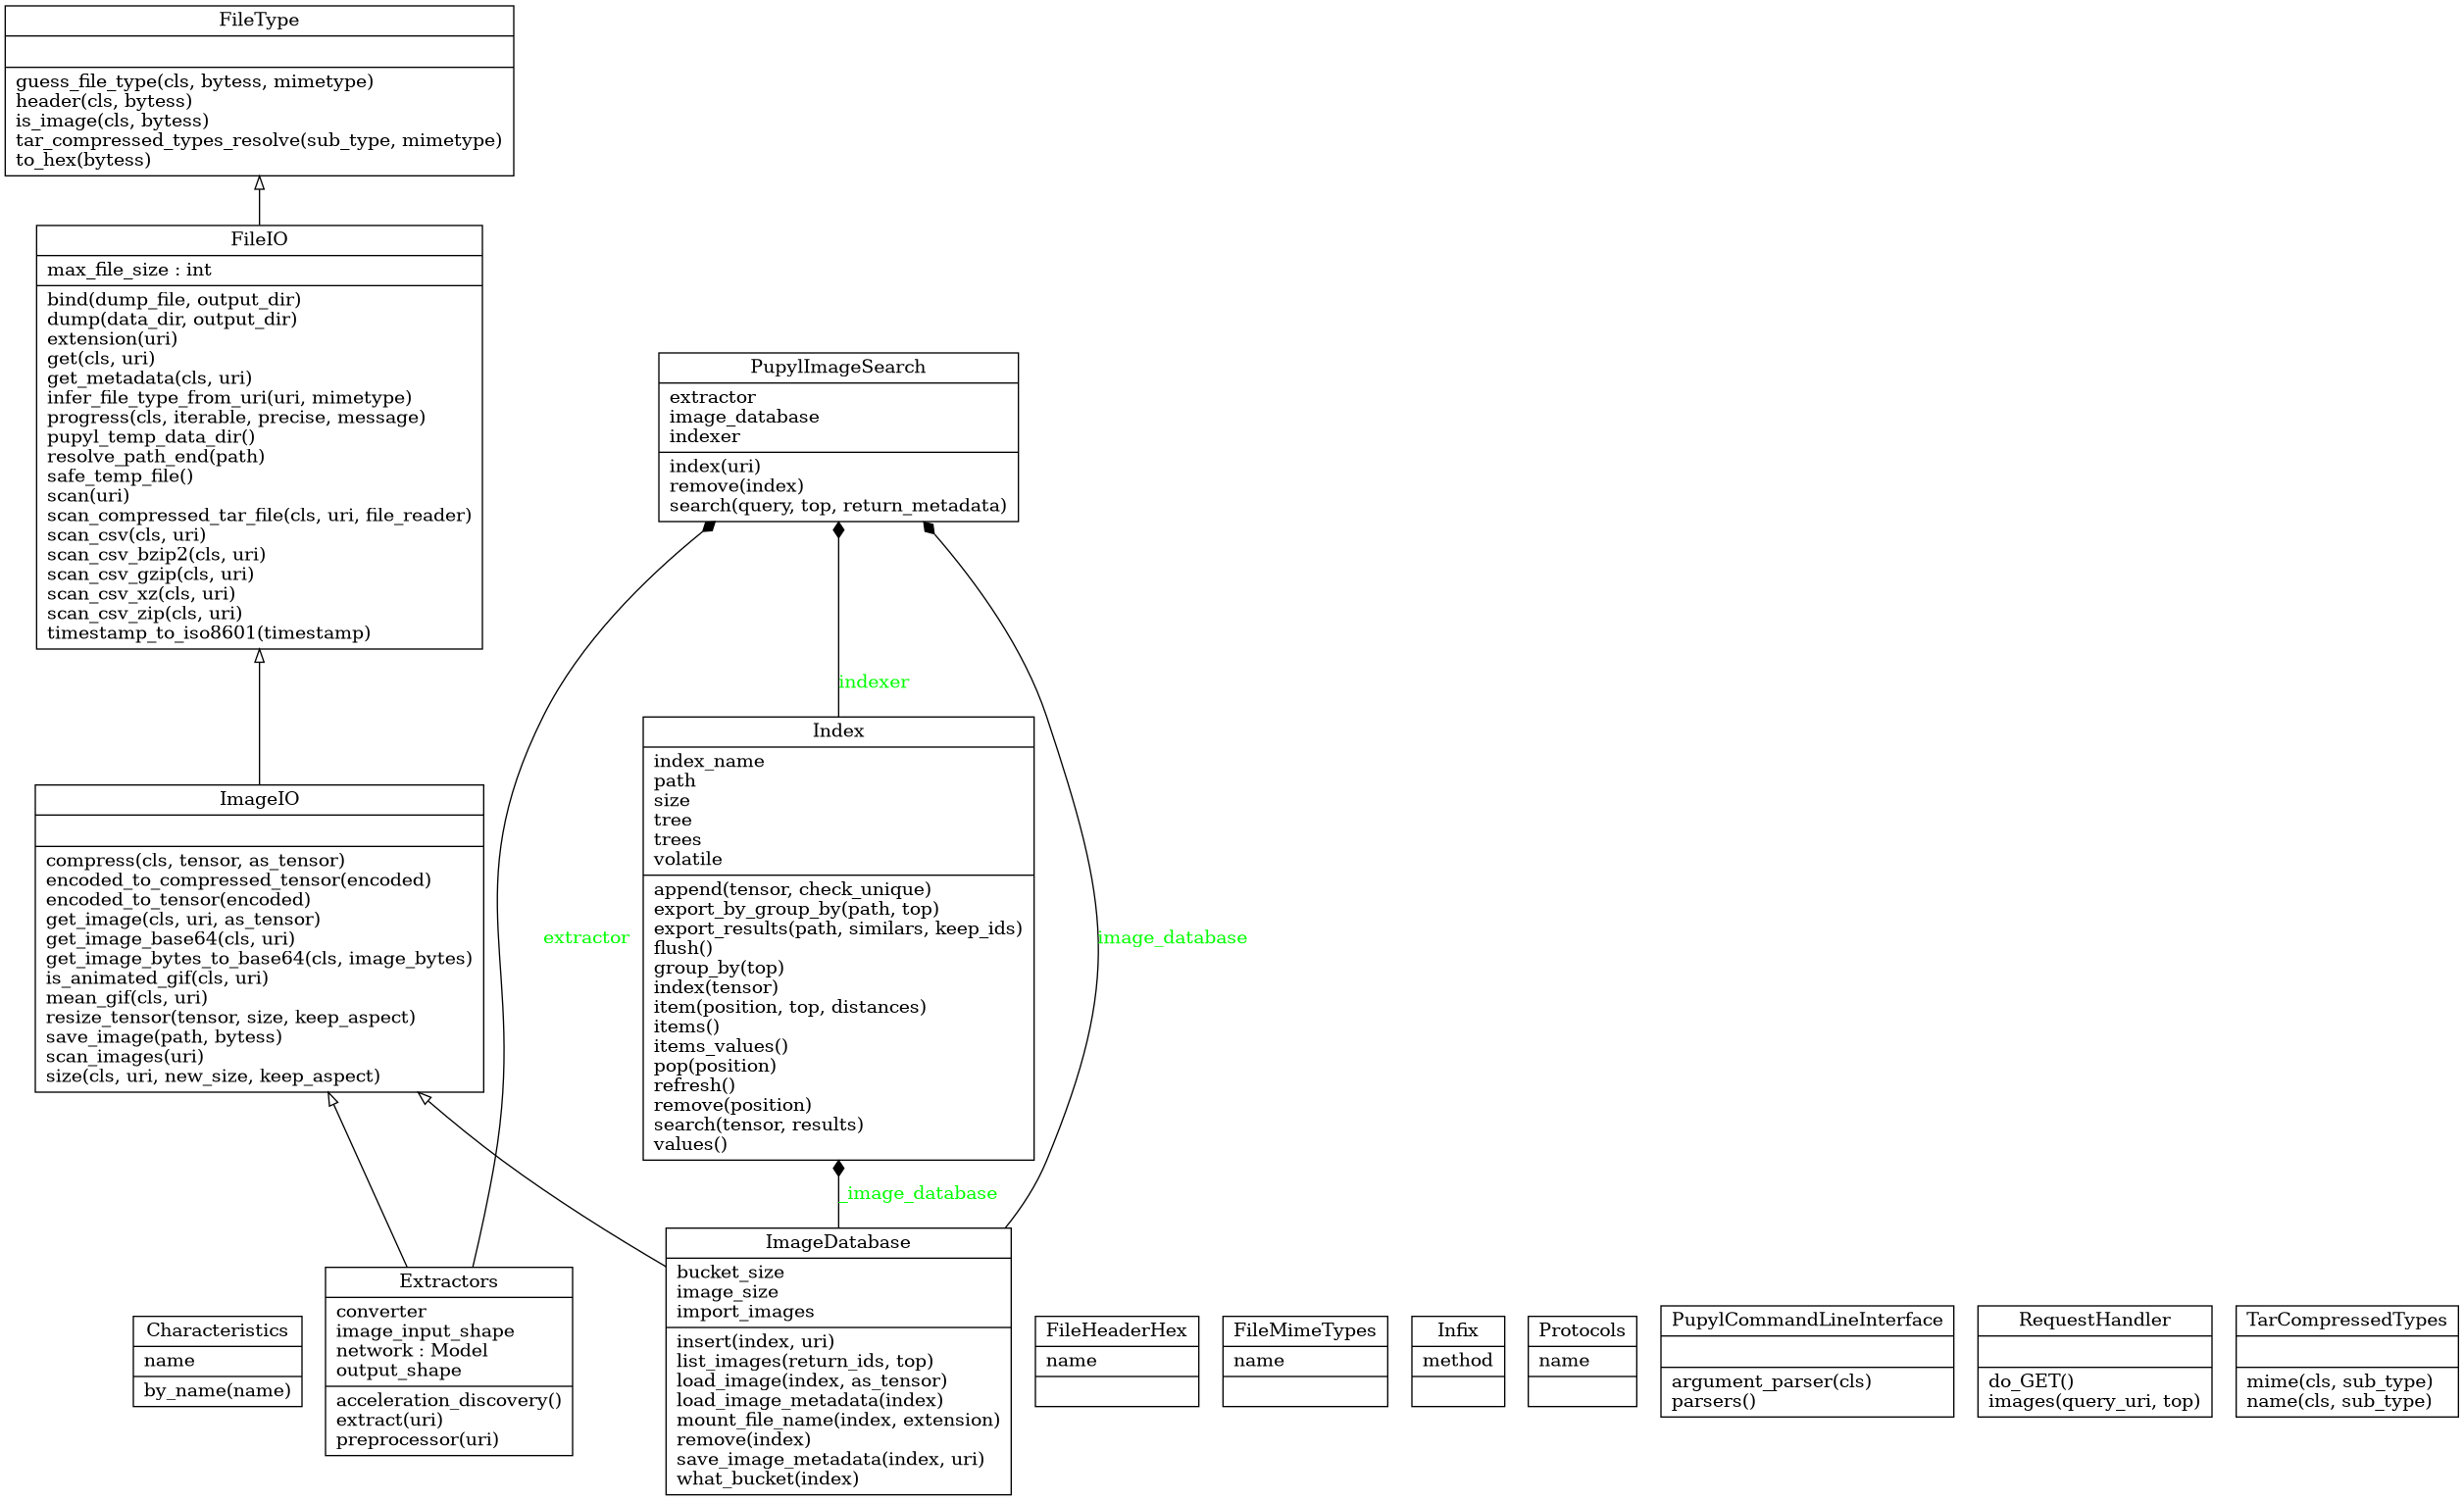 FileType
guess_file_type(cls, bytess, mimetype)
header(cls, bytess)
is_image(cls, bytess)
tar_compressed_types_resolve(sub_type, mimetype)
to_hex(bytess)
FileIO
max_file_size : int
bind(dump_file, output_dir)
dump(data_dir, output_dir)
extension(uri)
get(cls, uri)
get_metadata(cls, uri)
infer_file_type_from_uri(uri, mimetype)
progress(cls, iterable, precise, message)
pupyl_temp_data_dir()
resolve_path_end(path)
safe_temp_file()
scan(uri)
scan_compressed_tar_file(cls, uri, file_reader)
scan_csv(cls, uri)
scan_csv_bzip2(cls, uri)
scan_csv_gzip(cls, uri)
scan_csv_xz(cls, uri)
scan_csv_zip(cls, uri)
timestamp_to_iso8601(timestamp)
PupylImageSearch
extractor
image_database
indexer
index(uri)
remove(index)
search(query, top, return_metadata)
indexer
ImageIO
compress(cls, tensor, as_tensor)
encoded_to_compressed_tensor(encoded)
encoded_to_tensor(encoded)
get_image(cls, uri, as_tensor)
get_image_base64(cls, uri)
get_image_bytes_to_base64(cls, image_bytes)
is_animated_gif(cls, uri)
mean_gif(cls, uri)
resize_tensor(tensor, size, keep_aspect)
save_image(path, bytess)
scan_images(uri)
size(cls, uri, new_size, keep_aspect)
extractor
Index
index_name
path
size
tree
trees
volatile
append(tensor, check_unique)
export_by_group_by(path, top)
export_results(path, similars, keep_ids)
flush()
group_by(top)
index(tensor)
item(position, top, distances)
items()
items_values()
pop(position)
refresh()
remove(position)
search(tensor, results)
values()
image_database
_image_database
Characteristics
name
by_name(name)
Extractors
converter
image_input_shape
network : Model
output_shape
acceleration_discovery()
extract(uri)
preprocessor(uri)
ImageDatabase
bucket_size
image_size
import_images
insert(index, uri)
list_images(return_ids, top)
load_image(index, as_tensor)
load_image_metadata(index)
mount_file_name(index, extension)
remove(index)
save_image_metadata(index, uri)
what_bucket(index)
FileHeaderHex
name
FileMimeTypes
name
Infix
method
Protocols
name
PupylCommandLineInterface
argument_parser(cls)
parsers()
RequestHandler
do_GET()
images(query_uri, top)
TarCompressedTypes
mime(cls, sub_type)
name(cls, sub_type)